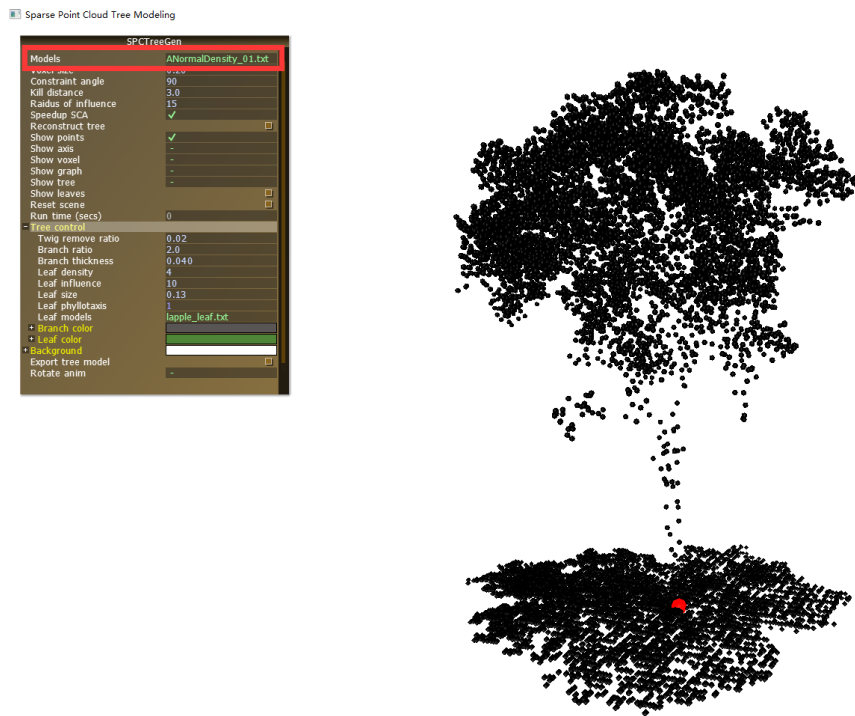 Sparse Point Cloud Tree Modeling
SPCTreeGen
Models ANormalDensity_01.txt
Voxel size 0.20
Constraint angle 90
Kill distance 3.0
Raidus of influence 15
Speedup SCA
Reconstruct tree
Show points
Show axis -
Show voxel -
Show graph -
Show tree -
Show leaves
Reset scene
Run time (secs) 0
Tree control
Twig remove ratio 0.02
Branch ratio 2.0
Branch thickness 0.040
Leaf density 4
Leaf influence 10
Leaf size 0.13
Leaf phyllotaxis 1
Leaf models lapple_leaf.txt
Branch color
Leaf color
Background
Export tree model
Rotate anim -